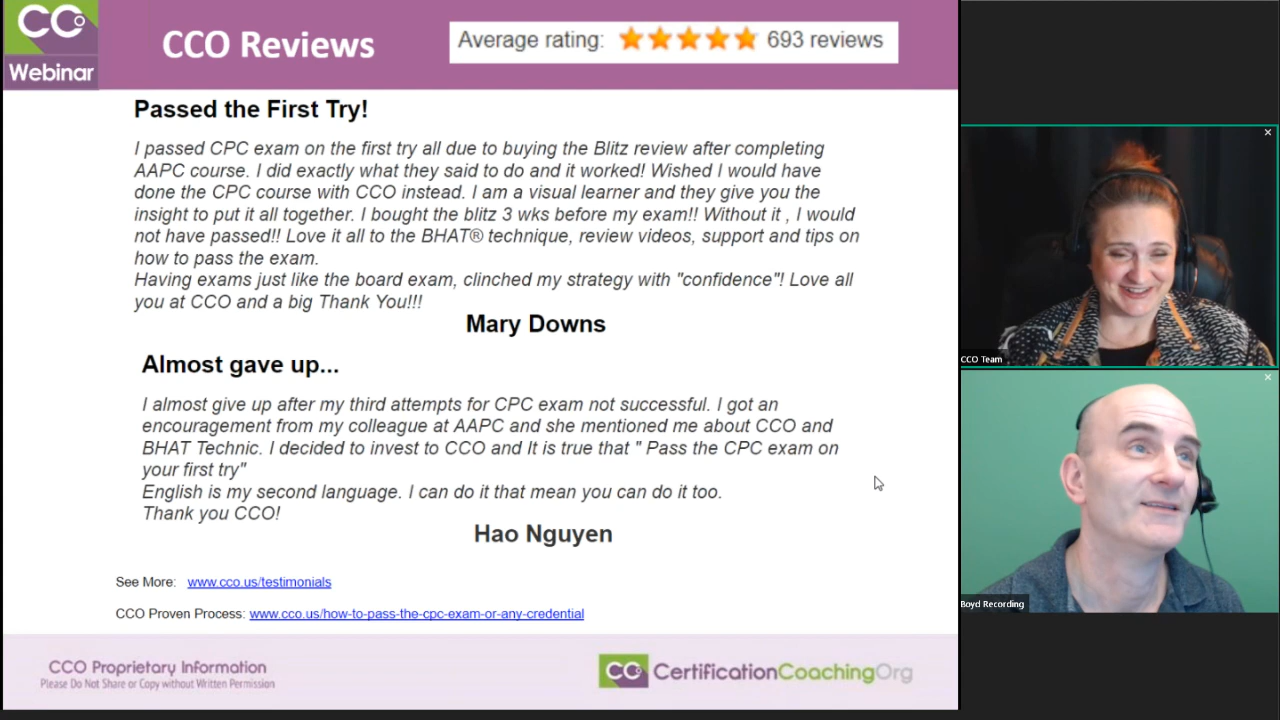 CCO
Webinar
CCO Reviews
Average rating: 693 reviews
Passed the First Try!
I passed CPC exam on the first try all due to buying the Blitz review after completing
AAPC course. I did exactly what they said to do and it worked! Wished I would have
done the CPC course with CCO instead. I am a visual learner and they give you the
insight to put it all together. I bought the blitz 3 wks before my exam!! Without it , I would
not have passed!! Love it all to the BHAT® technique, review videos, support and tips on
how to pass the exam.
Having exams just like the board exam, clinched my strategy with "confidence"! Love all
you at CCO and a big Thank You!!!
Mary Downs
Almost gave up...
I almost give up after my third attempts for CPC exam not successful. I got an
encouragement from my colleague at AAPC and she mentioned me about CCO and
BHAT Technic. I decided to invest to CCO and It is true that " Pass the CPC exam on
your first try"
English is my second language. I can do it that mean you can do it too.
Thank you CCO!
Hao Nguyen
See More: www.cco.us/testimonials
CCO Proven Process: www.cco.us/how-to-pass-the-cpc-exam-or-any-credential
CCO Proprietary Information
Please Do Not Share or Copy without Written Permission
CCO CertificationCoachingOrg
CCO Team
Boyd Recording